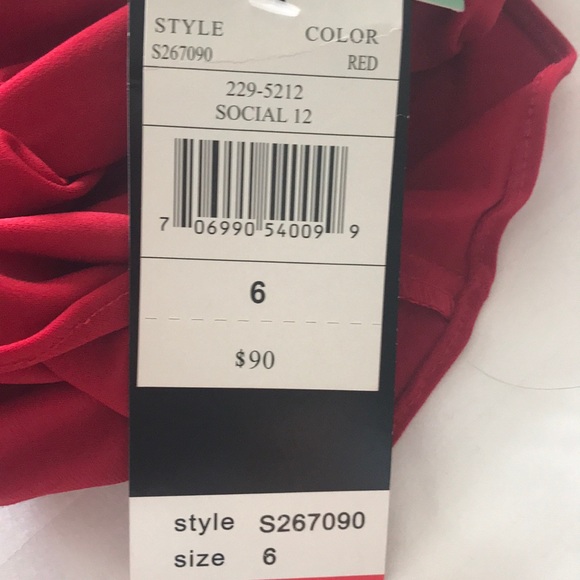 STYLE COLOR
S267090 RED
229-5212
SOCIAL 12
7 06990 54009 9
6
$90
style S267090
size 6